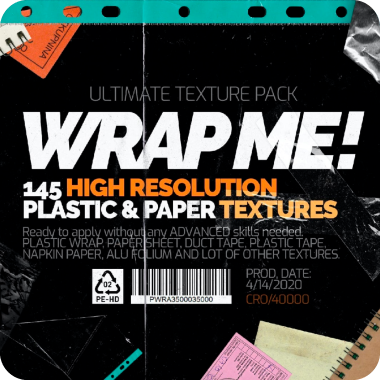 KUPNINA
ULTIMATE TEXTURE PACK
WRAP ME!
145 HIGH RESOLUTION
PLASTIC & PAPER TEXTURES
Ready to apply without any ADVANCED skills needed.
PLASTIC WRAP, PAPER SHEET, DUCT TAPE, PLASTIC TAPE,
NAPKIN PAPER, ALU FOLIUM AND LOT OF OTHER TEXTURES.
02
PE-HD
PWRA3500035000
PROD. DATE:
4/14/2020
CRO/40000